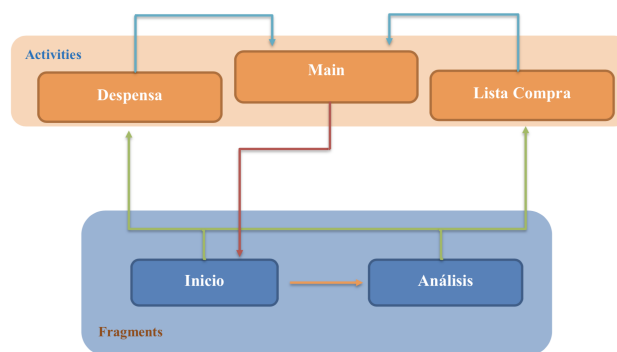 Activities
Main
Despensa
Lista Compra
Inicio
Análisis
Fragments